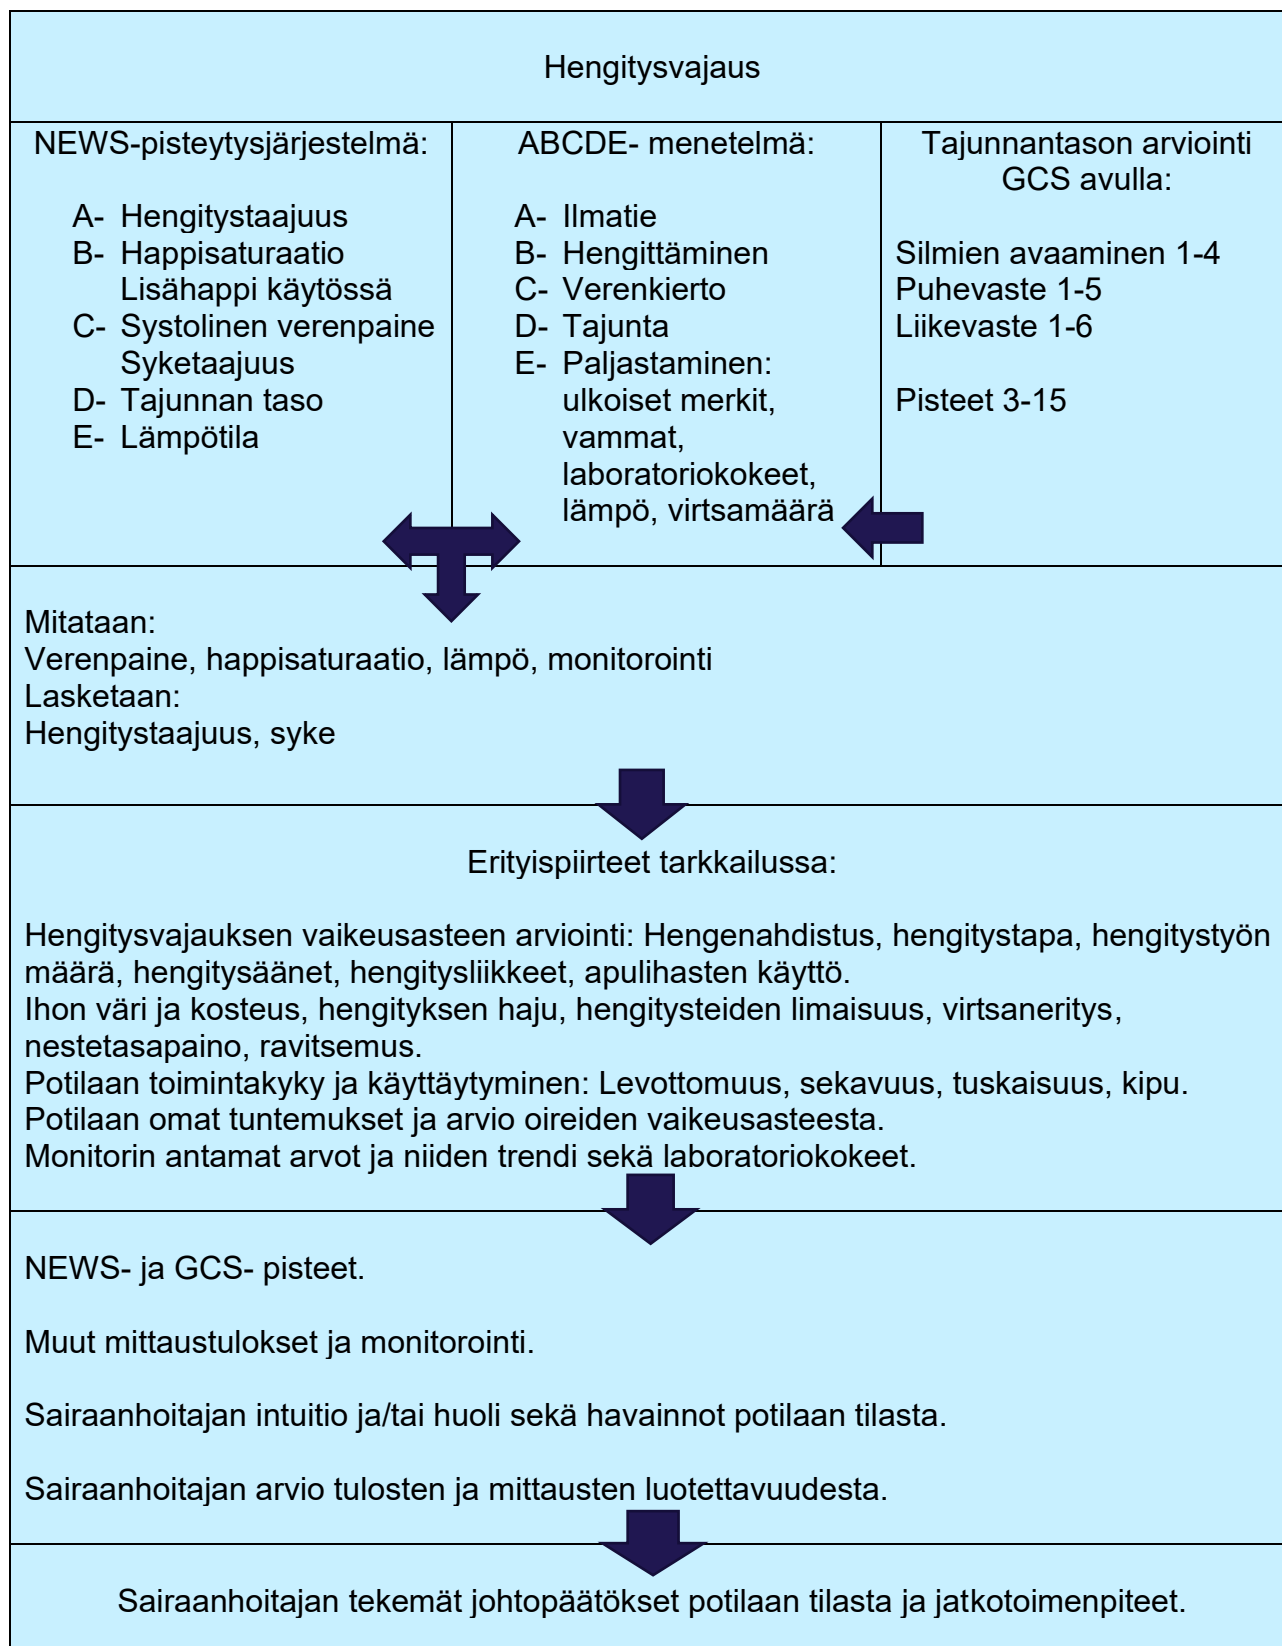 Hengitysvajaus
NEWS-pisteytysjärjestelmä:
A- Hengitystaajuus
B- Happisaturaatio
Lisähappi käytössä
C- Systolinen verenpaine
Syketaajuus
D- Tajunnan taso
E- Lämpötila
ABCDE- menetelmä:
A- Ilmatie
B- Hengittäminen
C- Verenkierto
D- Tajunta
E- Paljastaminen:
ulkoiset merkit,
vammat,
laboratoriokokeet,
lämpö, virtsamäärä
Tajunnantason arviointi
GCS avulla:
Silmien avaaminen 1-4
Puhevaste 1-5
Liikevaste 1-6
Pisteet 3-15
Mitataan:
Verenpaine, happisaturaatio, lämpö, monitorointi
Lasketaan:
Hengitystaajuus, syke
Erityispiirteet tarkkailussa:
Hengitysvajauksen vaikeusasteen arviointi: Hengenahdistus, hengitystapa, hengitystyön
määrä, hengitysäänet, hengitysliikkeet, apulihasten käyttö.
Ihon väri ja kosteus, hengityksen haju, hengitysteiden limaisuus, virtsaneritys,
nestetasapaino, ravitsemus.
Potilaan toimintakyky ja käyttäytyminen: Levottomuus, sekavuus, tuskaisuus, kipu.
Potilaan omat tuntemukset ja arvio oireiden vaikeusasteesta.
Monitorin antamat arvot ja niiden trendi sekä laboratoriokokeet.
NEWS- ja GCS- pisteet.
Muut mittaustulokset ja monitorointi.
Sairaanhoitajan intuitio ja/tai huoli sekä havainnot potilaan tilasta.
Sairaanhoitajan arvio tulosten ja mittausten luotettavuudesta.
Sairaanhoitajan tekemät johtopäätökset potilaan tilasta ja jatkotoimenpiteet.